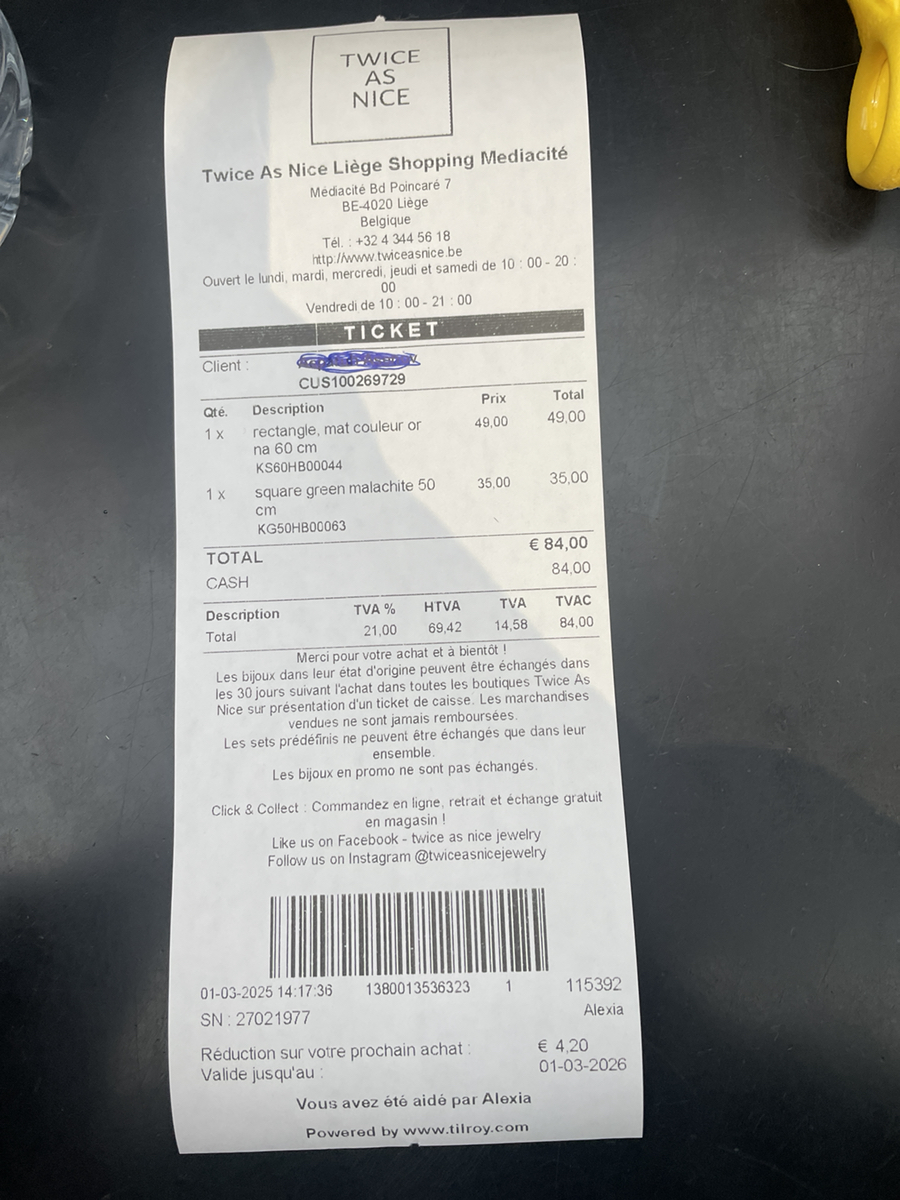 TWICE
AS
NICE
Twice As Nice Liège Shopping Mediacité
Médiacité Bd Poincaré 7
BE-4020 Liège
Belgique
Tél. : +32 4 344 56 18
http://www.twiceasnice.be
Ouvert le lundi, mardi, mercredi, jeudi et samedi de 10 : 00 - 20 :
00
Vendredi de 10 : 00 - 21 : 00
TICKET
Client :
CUS100269729
Qté. Description Prix Total
1 x rectangle, mat couleur or 49,00 49,00
na 60 cm
KS60HB00044
1 x square green malachite 50 35,00 35,00
cm
KG50HB00063
TOTAL € 84,00
CASH 84,00
Description TVA % HTVA TVA TVAC
Total 21,00 69,42 14,58 84,00
Merci pour votre achat et à bientôt !
Les bijoux dans leur état d'origine peuvent être échangés dans
les 30 jours suivant l'achat dans toutes les boutiques Twice As
Nice sur présentation d'un ticket de caisse. Les marchandises
vendues ne sont jamais remboursées.
Les sets prédéfinis ne peuvent être échangés que dans leur
ensemble.
Les bijoux en promo ne sont pas échangés.
Click & Collect : Commandez en ligne, retrait et échange gratuit
en magasin !
Like us on Facebook - twice as nice jewelry
Follow us on Instagram @twiceasnicejewelry
01-03-2025 14:17:36 1380013536323 1 115392
SN : 27021977 Alexia
Réduction sur votre prochain achat : € 4,20
Valide jusqu'au : 01-03-2026
Vous avez été aidé par Alexia
Powered by www.tilroy.com